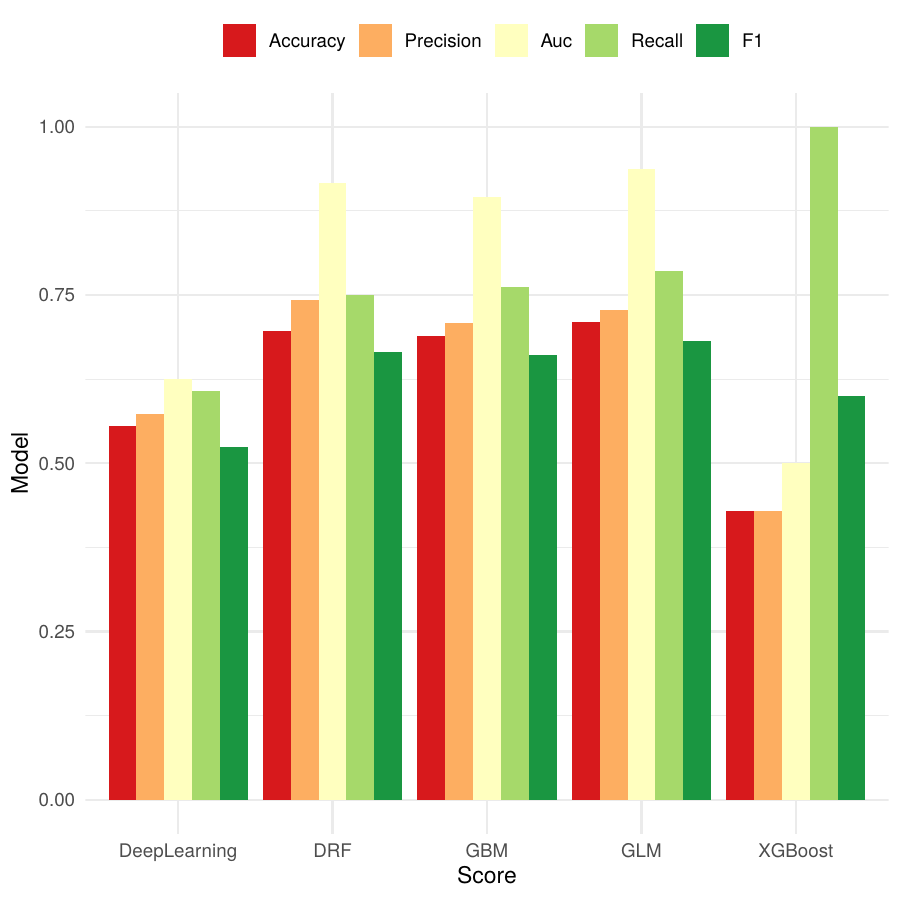 Accuracy Precision Auc Recall F1
1.00
0.75
0.50
0.25
0.00
Model
DeepLearning DRF GBM GLM XGBoost
Score